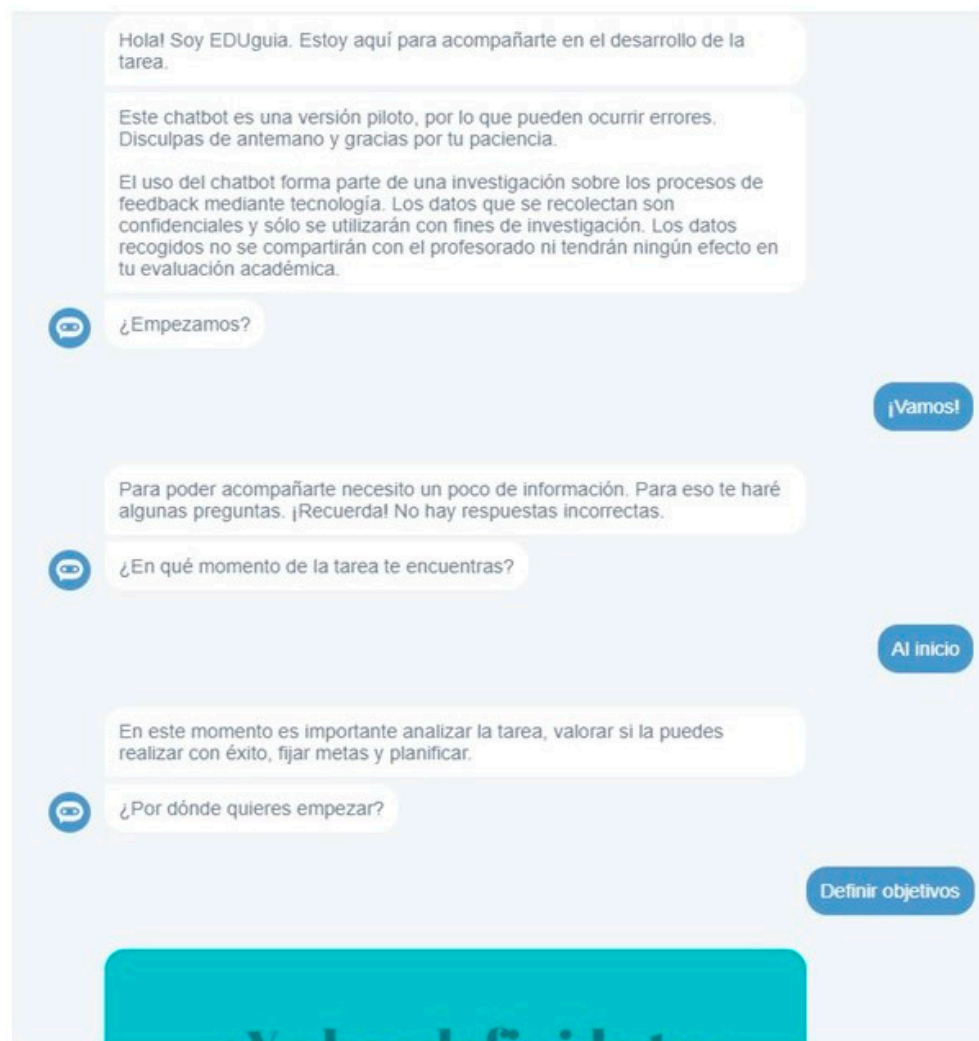 Hola! Soy EDUguia. Estoy aquí para acompañarte en el desarrollo de la
tarea.
Este chatbot es una versión piloto, por lo que pueden ocurrir errores.
Disculpas de antemano y gracias por tu paciencia.
El uso del chatbot forma parte de una investigación sobre los procesos de
feedback mediante tecnología. Los datos que se recolectan son
confidenciales y sólo se utilizarán con fines de investigación. Los datos
recogidos no se compartirán con el profesorado ni tendrán ningún efecto en
tu evaluación académica.
¿Empezamos?
¡Vamos!
Para poder acompañarte necesito un poco de información. Para eso te haré
algunas preguntas. ¡Recuerda! No hay respuestas incorrectas.
¿En qué momento de la tarea te encuentras?
Al inicio
En este momento es importante analizar la tarea, valorar si la puedes
realizar con éxito, fijar metas y planificar.
¿Por dónde quieres empezar?
Definir objetivos